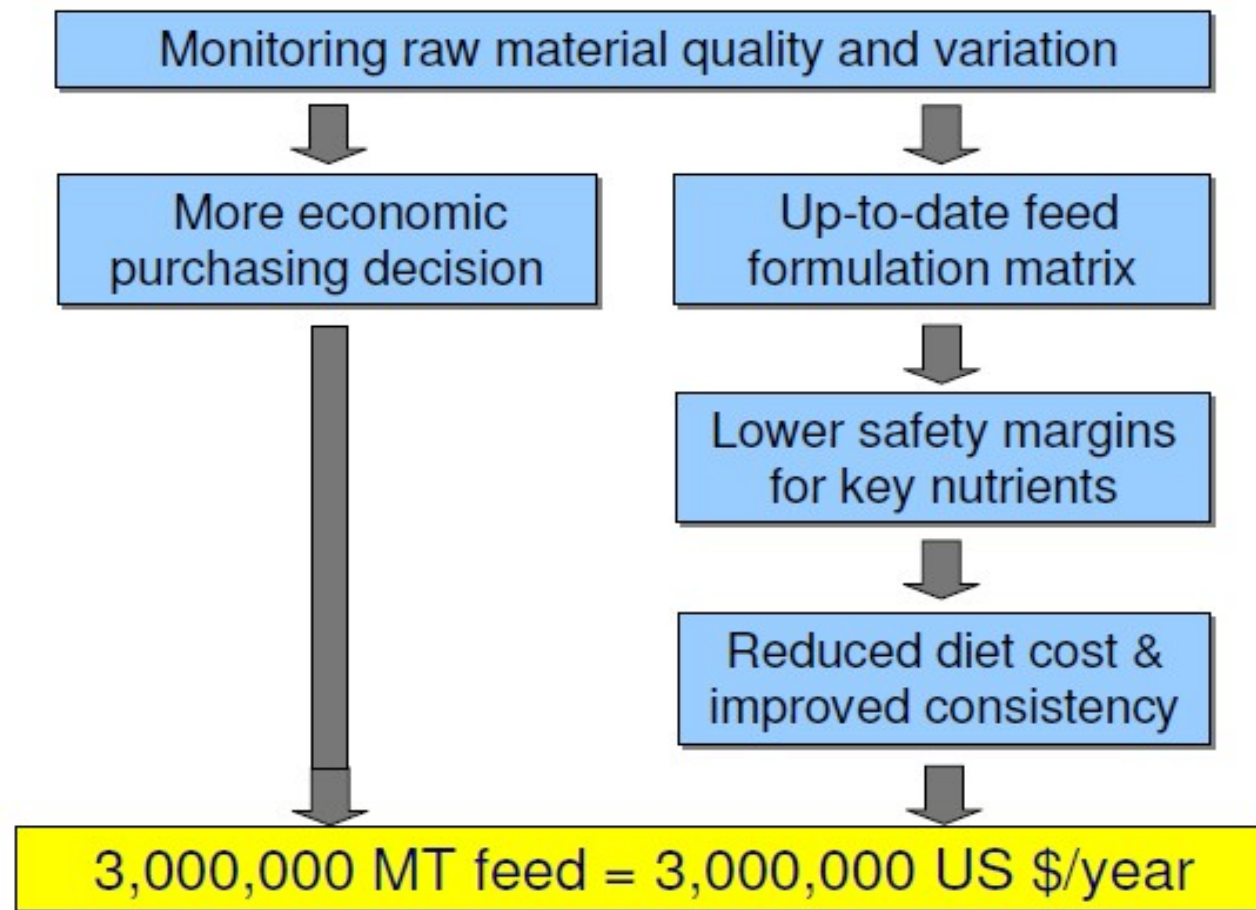 Monitoring raw material quality and variation
More economic
purchasing decision
Up-to-date feed
formulation matrix
Lower safety margins
for key nutrients
Reduced diet cost &
improved consistency
3,000,000 MT feed = 3,000,000 US $/year